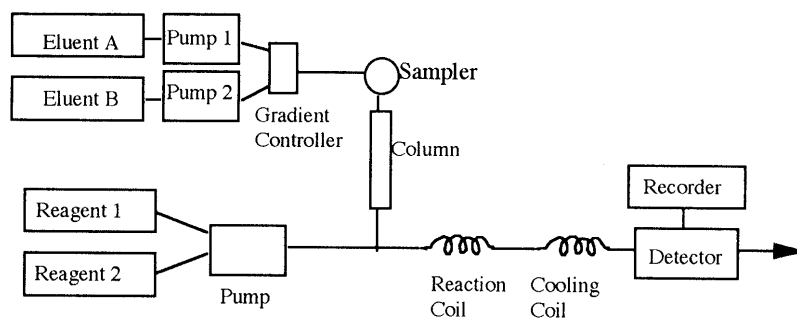 Eluent A
Pump 1
Eluent B
Pump 2
Gradient
Controller
Sampler
Column
Reagent 1
Reagent 2
Pump
Reaction
Coil
Cooling
Coil
Recorder
Detector